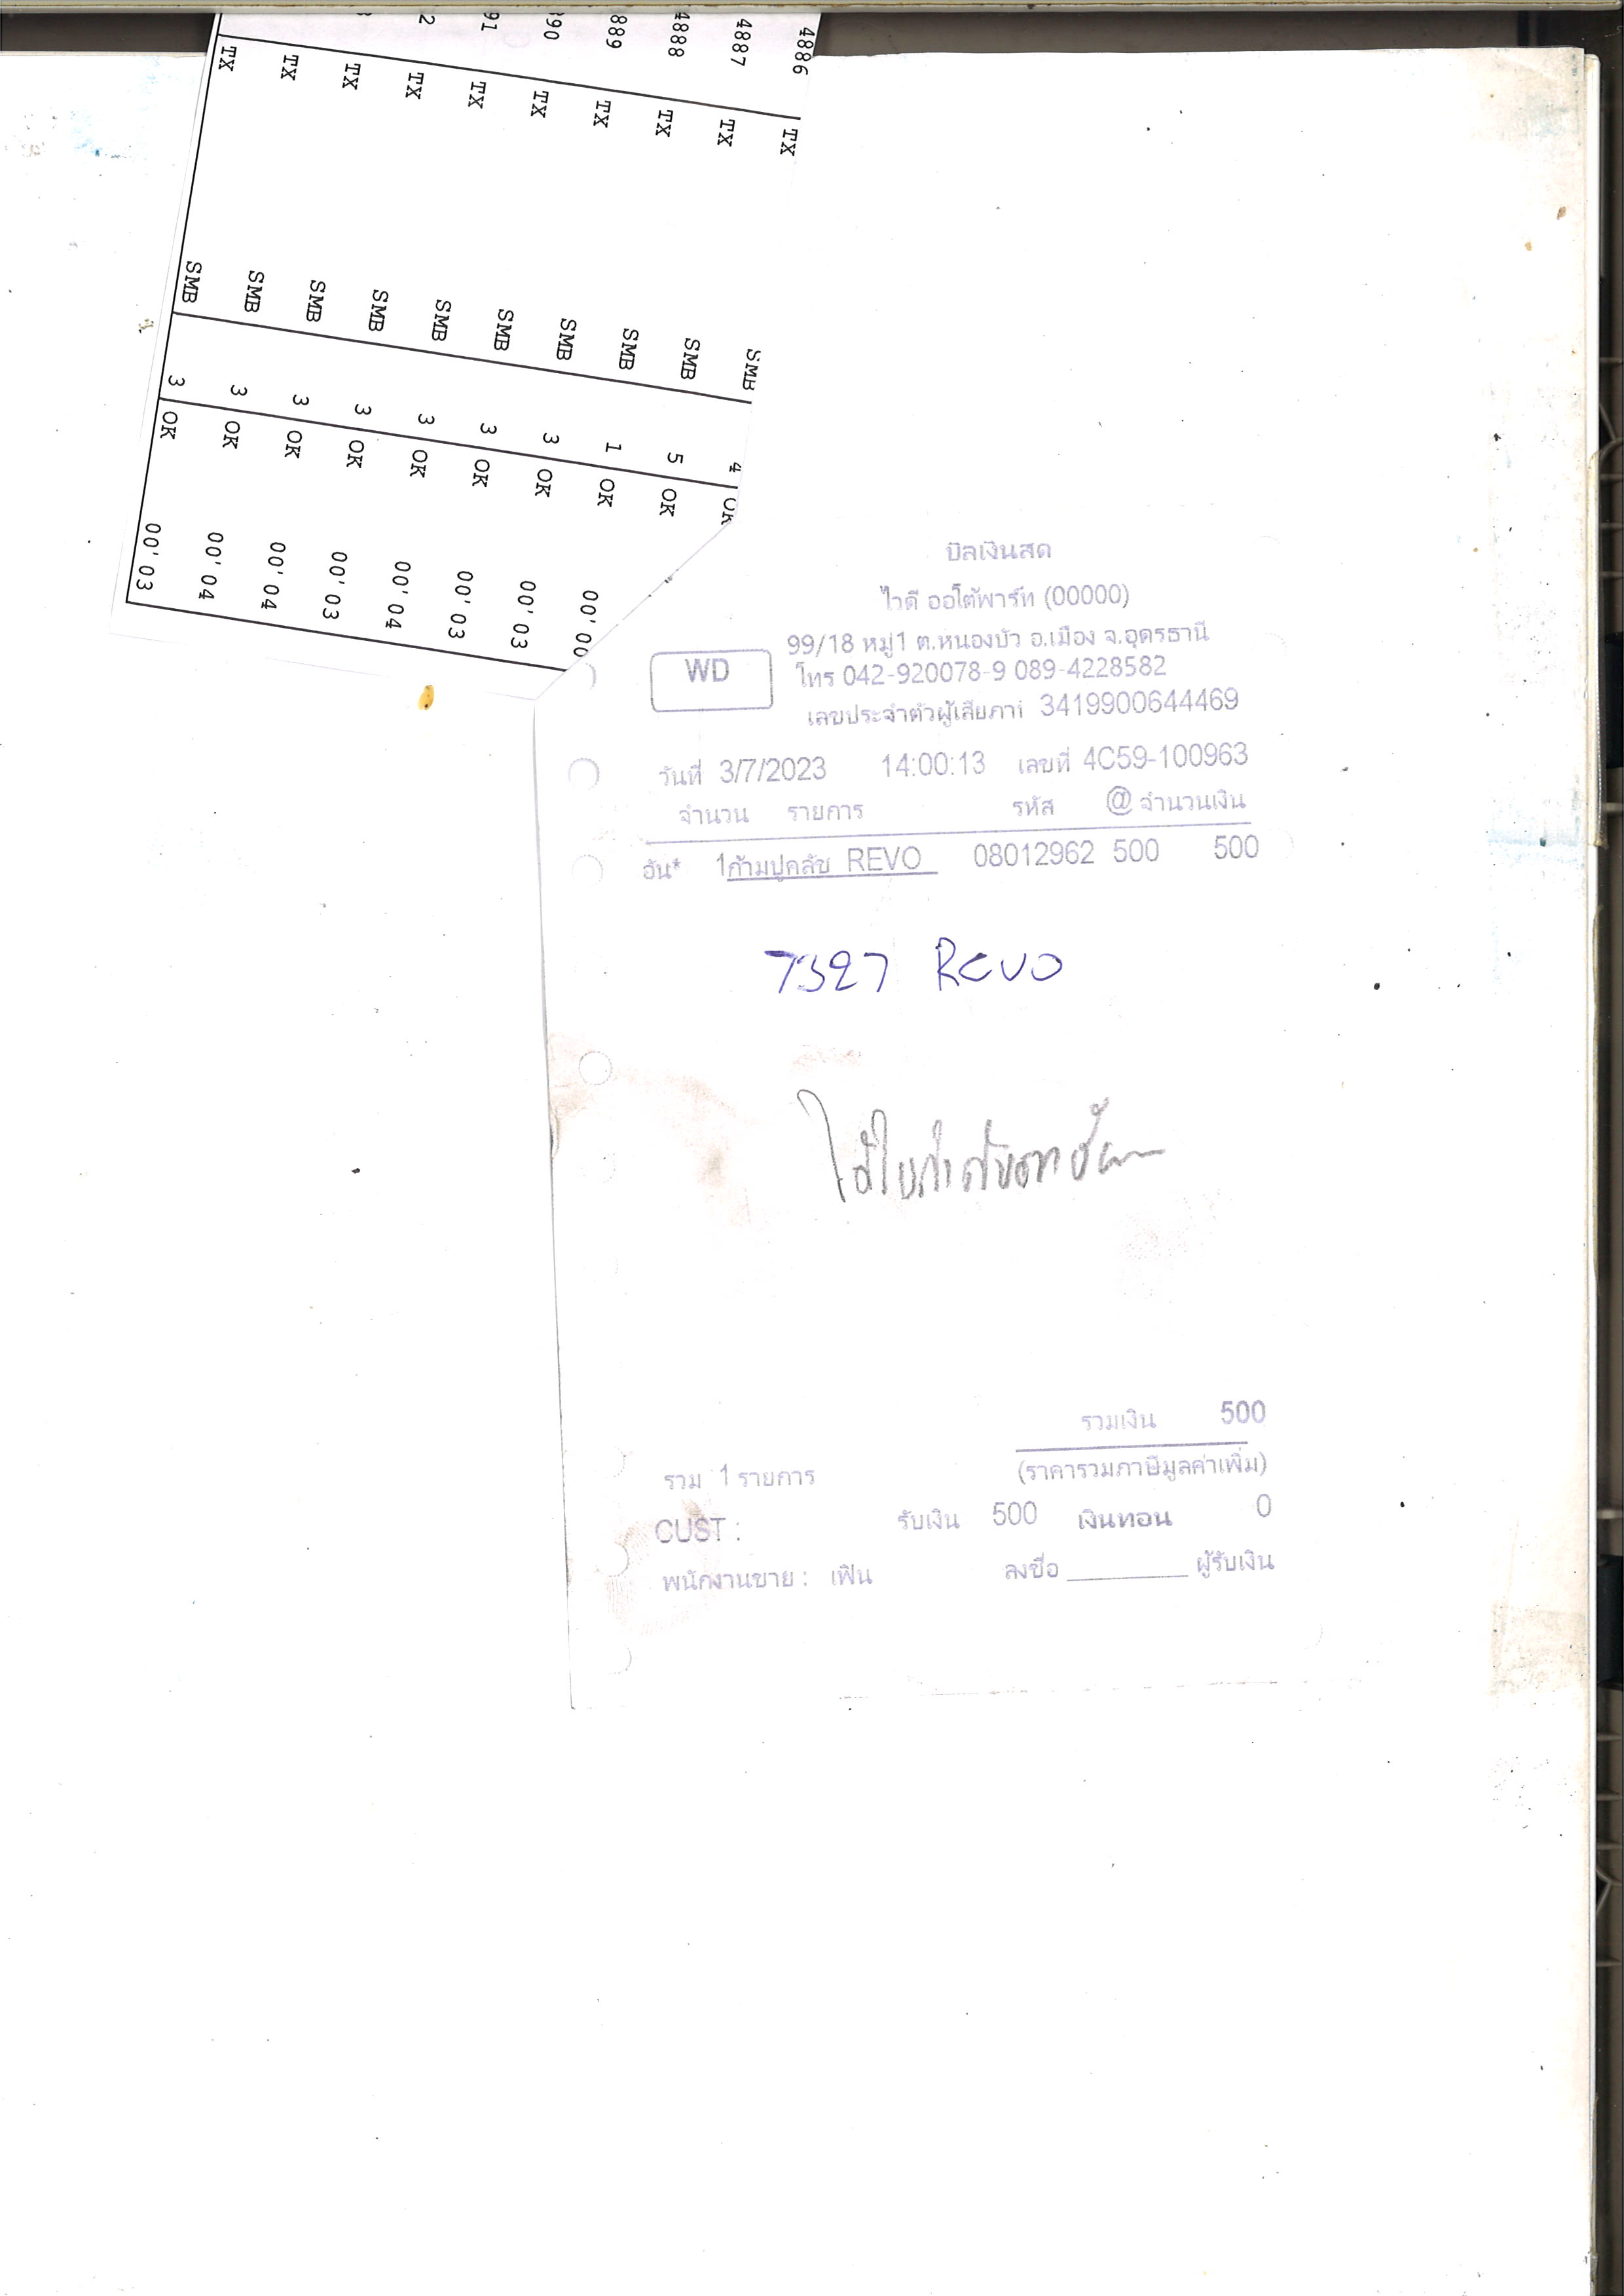 4886 TX SMB 4 OK
4887 TX SMB 5 OK
4888 TX SMB 1 OK 00'00
889 TX SMB 3 OK 00'03
90 TX SMB 3 OK 00'03
91 TX SMB 3 OK 00'04
2 TX SMB 3 OK 00'03
TX SMB 3 OK 00'04
TX SMB 3 OK 00'04
TX SMB 3 OK 00'03
บิลเงินสด
ไวดี ออโต้พาร์ท (00000)
99/18 หมู่1 ต.หนองบัว อ.เมือง จ.อุดรธานี
WD
โทร 042-920078-9 089-4228582
เลขประจำตัวผู้เสียภาษี 3419900644469
วันที่ 3/7/2023 14:00:13 เลขที่ 4C59-100963
จำนวน รายการ รหัส @ จำนวนเงิน
อัน* 1 ก้ามปูคลัช REVO 08012962 500 500
7327 REVO
รวมเงิน 500
รวม 1 รายการ (ราคารวมภาษีมูลค่าเพิ่ม)
CUST : รับเงิน 500 เงินทอน 0
พนักงานขาย : เฟิน ลงชื่อ ________ ผู้รับเงิน